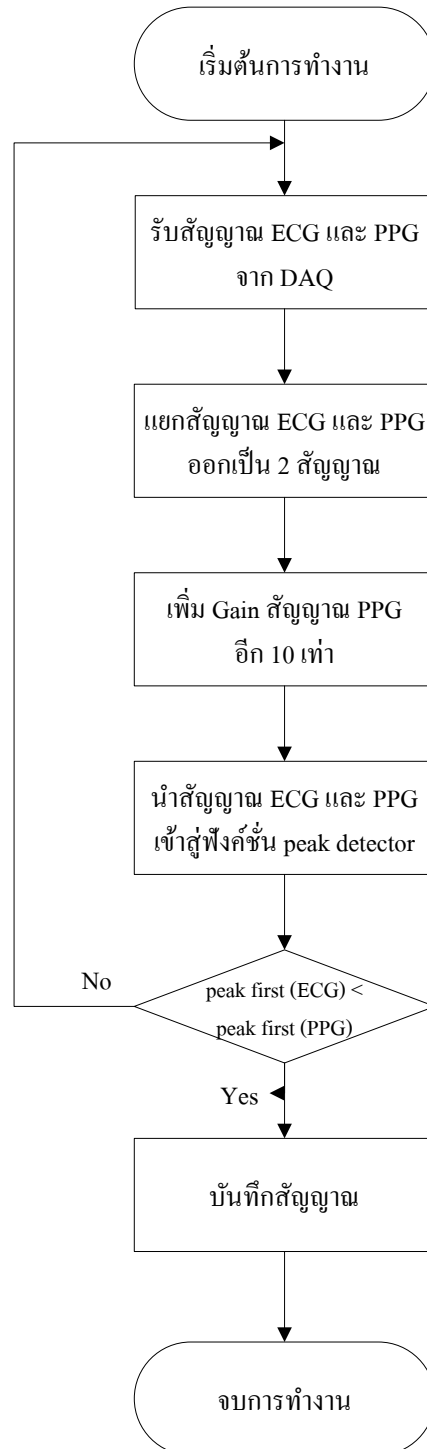 เริ่มต้นการทำงาน
รับสัญญาณ ECG และ PPG
จาก DAQ
แยกสัญญาณ ECG และ PPG
ออกเป็น 2 สัญญาณ
เพิ่ม Gain สัญญาณ PPG
อีก 10 เท่า
นำสัญญาณ ECG และ PPG
เข้าสู่ฟังค์ชั่น peak detector
No
peak first (ECG) <
peak first (PPG)
Yes
บันทึกสัญญาณ
จบการทำงาน